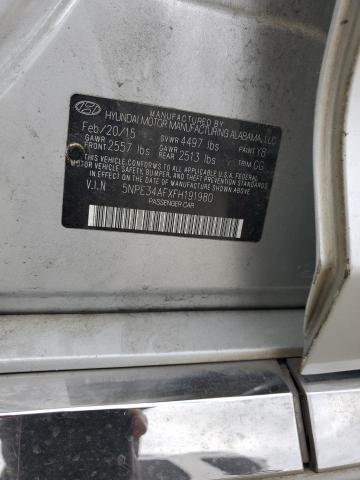 MANUFACTURED BY
HYUNDAI MOTOR MANUFACTURING ALABAMA, LLC
Feb/20/15 GVWR 4497 lbs PAINT Y8
GAWR FRONT 2557 lbs GAWR REAR 2513 lbs TRIM GG
THIS VEHICLE CONFORMS TO ALL APPLICABLE U.S.A FEDERAL
MOTOR VEHICLE SAFETY, BUMPER, AND THEFT PREVENTION STANDARDS
IN EFFECT ON THE DATE OF MANUFACTURE SHOWN ABOVE.
V.I.N 5NPE34AFXFH191980
PASSENGER CAR